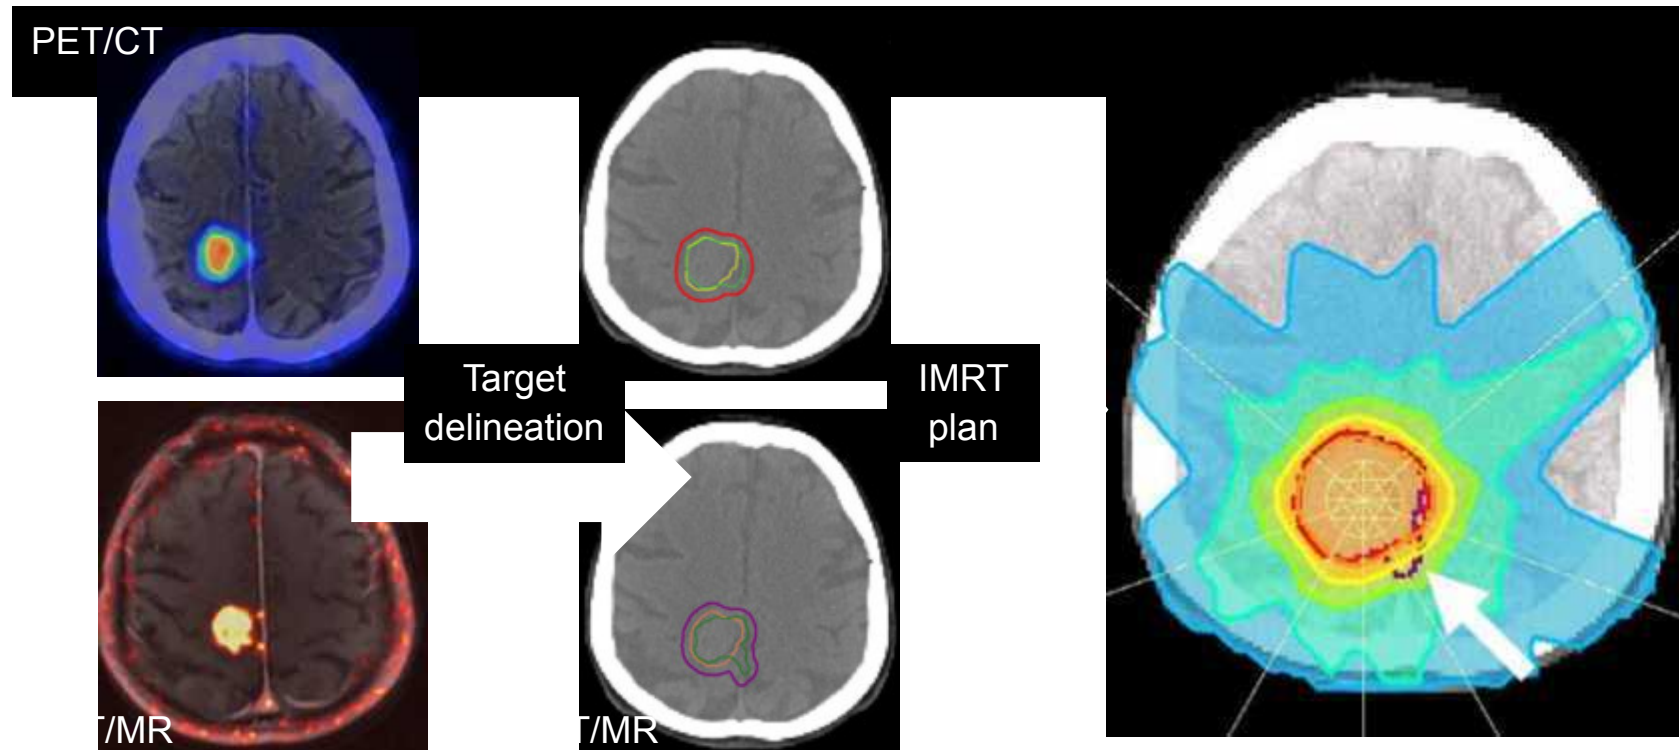 PET/CT
Target
delineation
IMRT
plan
T/MR
T/MR